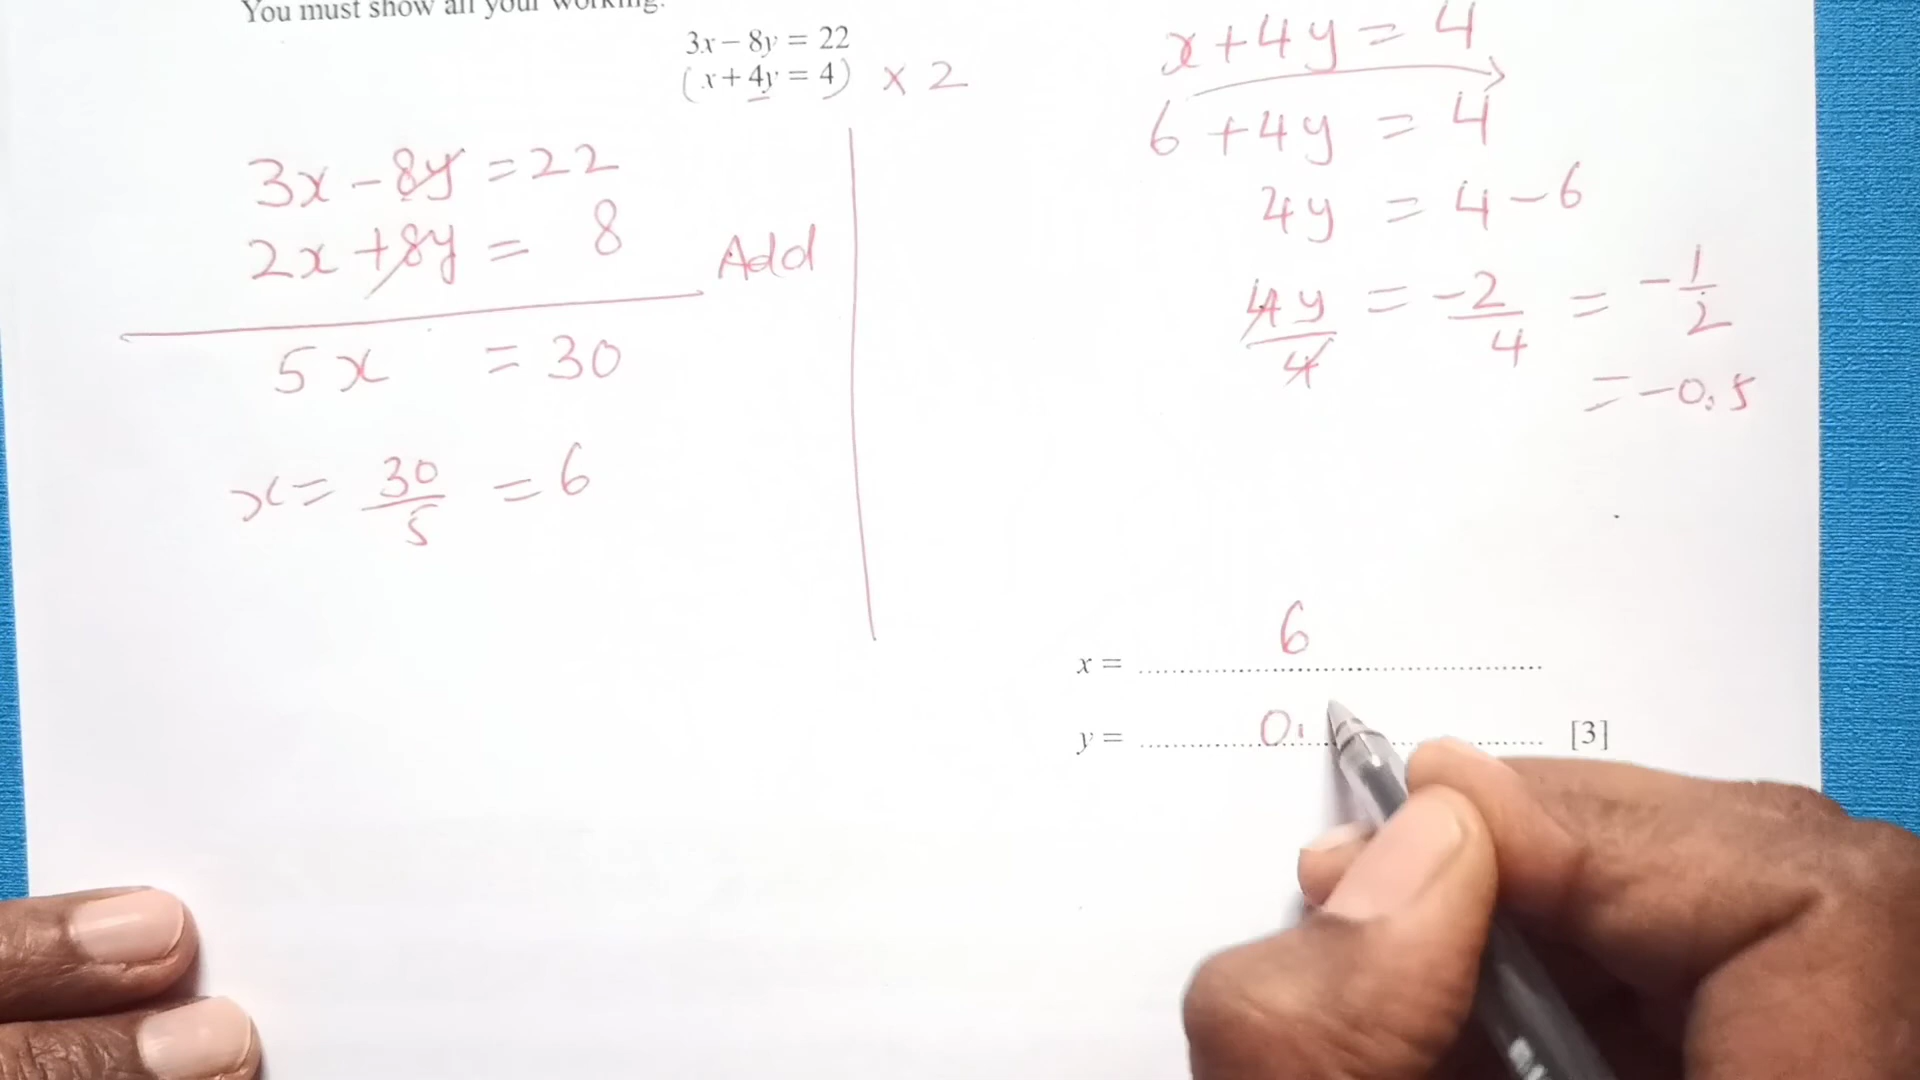 You must show all your working.
3x – 8y = 22
(x + 4y = 4) × 2
3x – 8y = 22
2x + 8y = 8
Add
5x = 30
x = 30/5 = 6
x + 4y = 4
6 + 4y = 4
4y = 4 – 6
4y/4 = –2/4 = –1/2
= –0.5
x = 6
y = 0. [3]